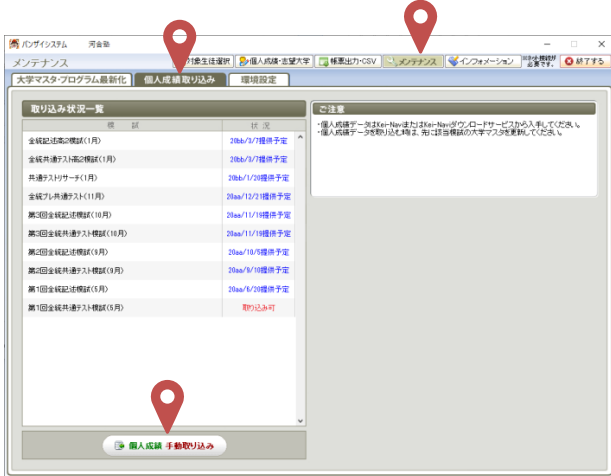 バンザイシステム 河合塾
メンテナンス 対象生徒選択 個人成績・志望大学 帳票出力・CSV メンテナンス インフォメーション ※ネット接続が必要です。 終了する
大学マスタ・プログラム最新化 個人成績取り込み 環境設定
取り込み状況一覧
模 試 状 況
全統記述高2模試(1月) 20bb/3/7提供予定
全統共通テスト高2模試(1月) 20bb/3/7提供予定
共通テストリサーチ(1月) 20bb/1/20提供予定
全統プレ共通テスト(11月) 20aa/12/21提供予定
第3回全統記述模試(10月) 20aa/11/19提供予定
第3回全統共通テスト模試(10月) 20aa/11/19提供予定
第2回全統記述模試(9月) 20aa/10/5提供予定
第2回全統共通テスト模試(9月) 20aa/9/10提供予定
第1回全統記述模試(5月) 20aa/6/20提供予定
第1回全統共通テスト模試(5月) 取り込み可
個人成績 手動取り込み
ご注意
・個人成績データはKei-NaviまたはKei-Naviダウンロードサービスから入手してください。
・個人成績データを取り込む時は、先に該当模試の大学マスタを更新してください。